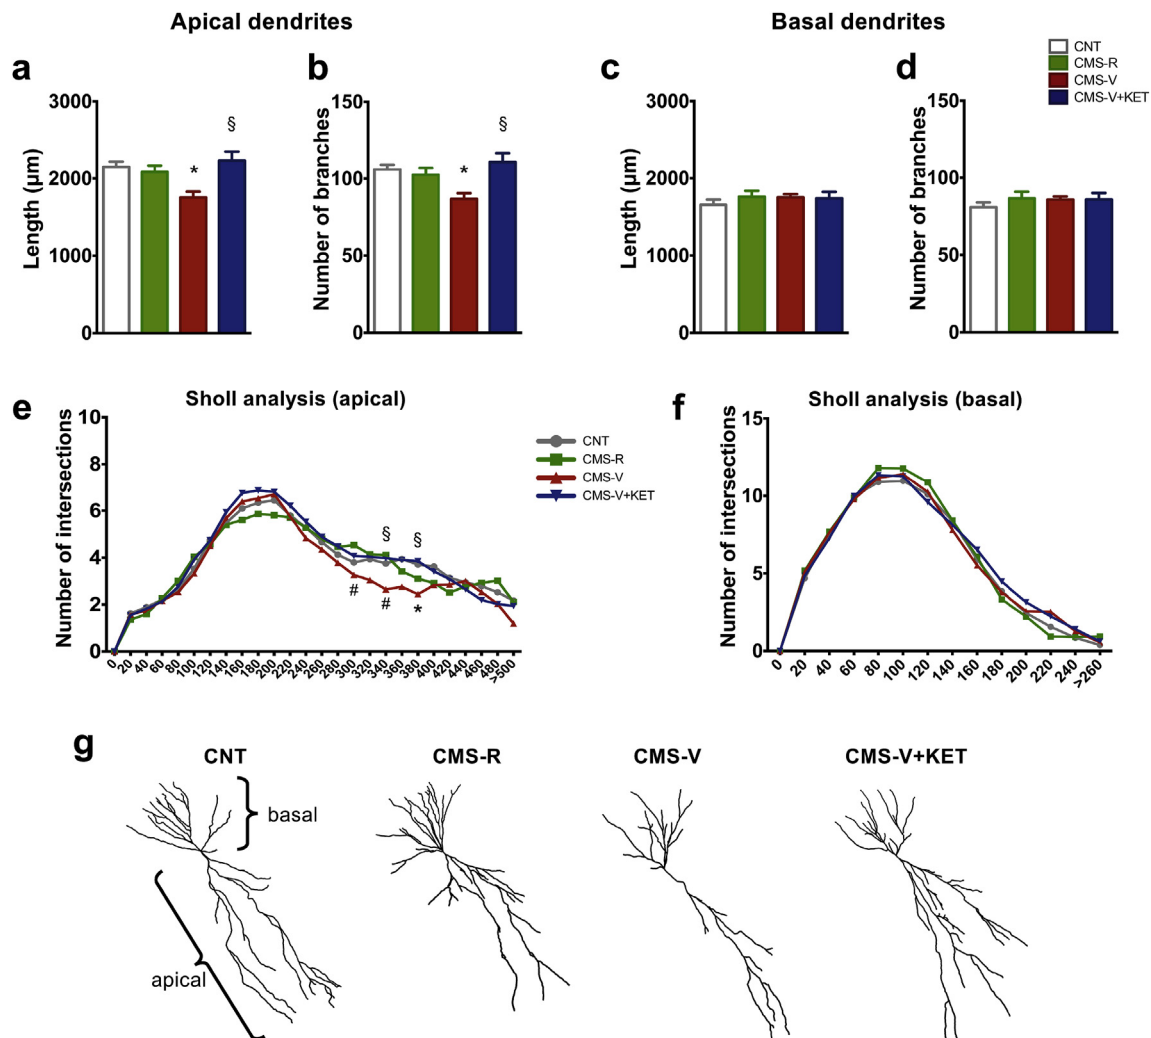 Apical dendrites
Basal dendrites
CNT
CMS-R
CMS-V
CMS-V+KET
a
Length (µm)
3000
2000
1000
0
*
§
b
Number of branches
150
100
50
0
*
§
c
Length (µm)
3000
2000
1000
0
d
Number of branches
150
100
50
0
e
Sholl analysis (apical)
Number of intersections
10
8
6
4
2
0
§ §
# # *
0 20 40 60 80 100 120 140 160 180 200 220 240 260 280 300 320 340 360 380 400 420 440 460 480 >500
CNT
CMS-R
CMS-V
CMS-V+KET
f
Sholl analysis (basal)
Number of intersections
15
10
5
0
0 20 40 60 80 100 120 140 160 180 200 220 240 >260
g
CNT
CMS-R
CMS-V
CMS-V+KET
basal
apical